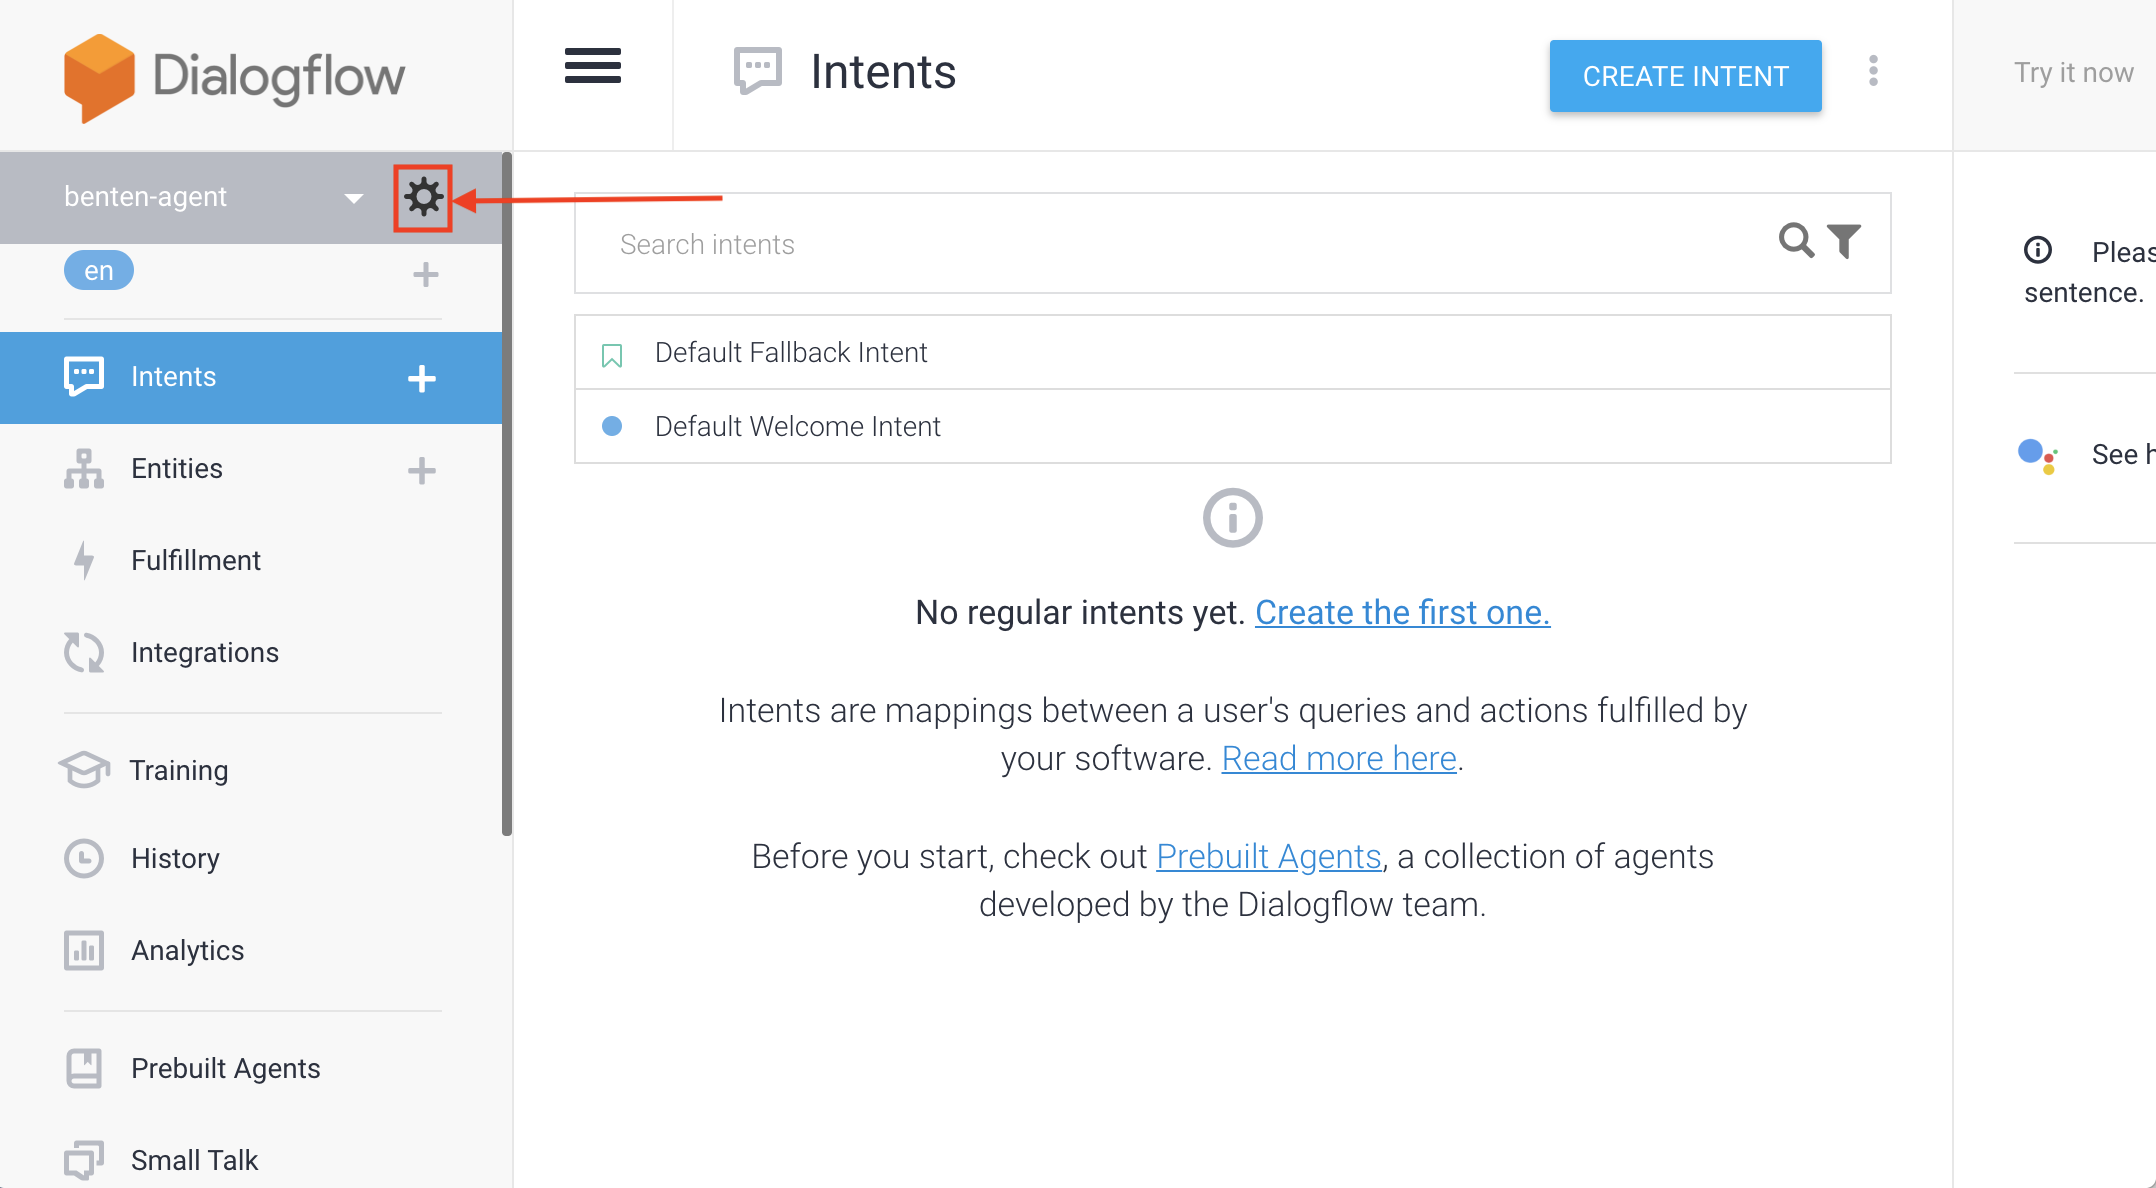 Dialogflow
benten-agent
en
Intents
Entities
Fulfillment
Integrations
Training
History
Analytics
Prebuilt Agents
Small Talk
Intents
CREATE INTENT
Search intents
Default Fallback Intent
Default Welcome Intent
No regular intents yet. Create the first one.
Intents are mappings between a user's queries and actions fulfilled by
your software. Read more here.
Before you start, check out Prebuilt Agents, a collection of agents
developed by the Dialogflow team.
Try it now
sentence.
See